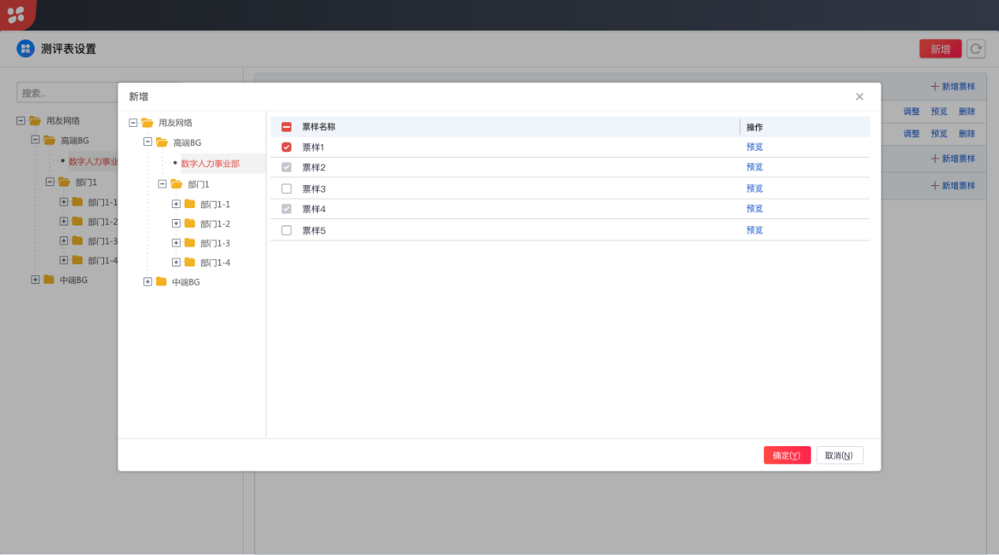 测评表设置
新增
搜索...
用友网络
高端BG
数字人力事业
部门1
部门1-1
部门1-2
部门1-3
部门1-4
中端BG
新增票样
调整 预览 删除
调整 预览 删除
新增票样
新增票样
新增
用友网络
高端BG
数字人力事业部
部门1
部门1-1
部门1-2
部门1-3
部门1-4
中端BG
票样名称 操作
票样1 预览
票样2 预览
票样3 预览
票样4 预览
票样5 预览
确定(Y) 取消(N)